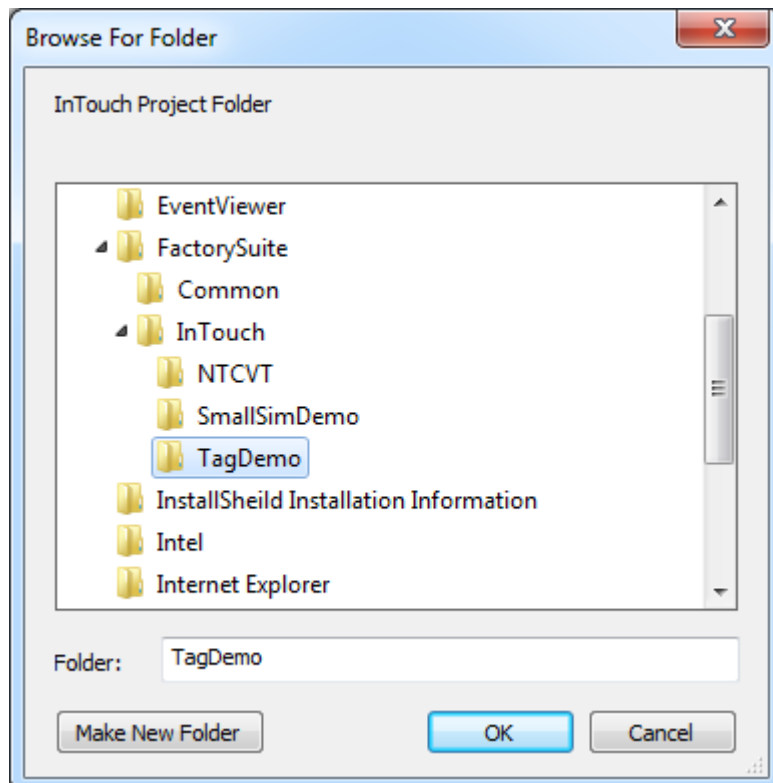 Browse For Folder
InTouch Project Folder
EventViewer
FactorySuite
Common
InTouch
NTCVT
SmallSimDemo
TagDemo
InstallSheild Installation Information
Intel
Internet Explorer
Folder: TagDemo
Make New Folder OK Cancel